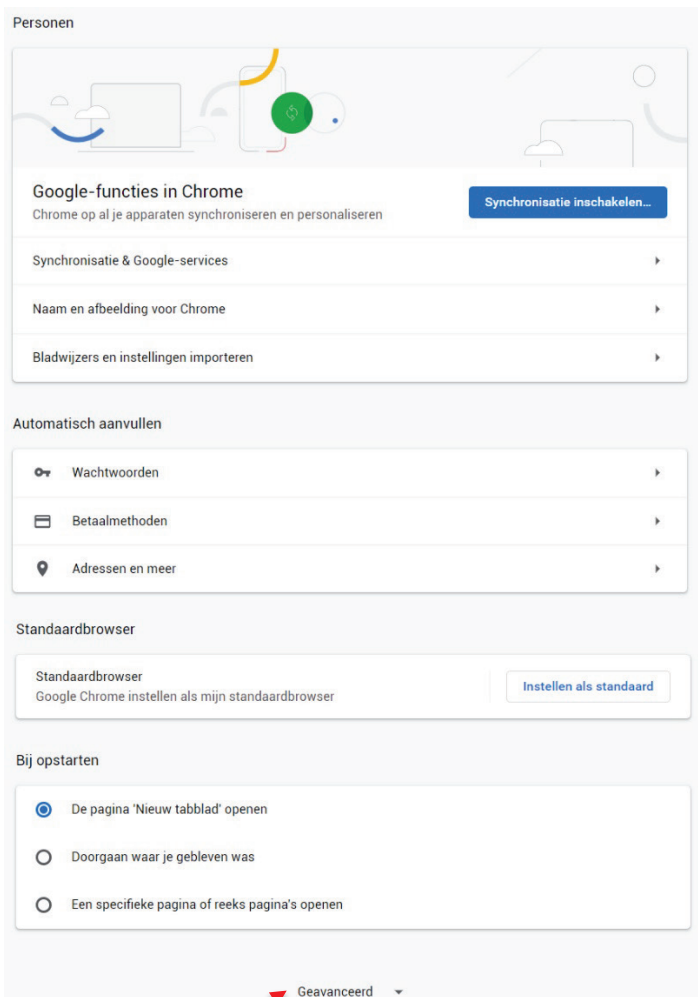 Personen
Google-functies in Chrome
Chrome op al je apparaten synchroniseren en personaliseren
Synchronisatie inschakelen...
Synchronisatie & Google-services
Naam en afbeelding voor Chrome
Bladwijzers en instellingen importeren
Automatisch aanvullen
Wachtwoorden
Betaalmethoden
Adressen en meer
Standaardbrowser
Standaardbrowser
Google Chrome instellen als mijn standaardbrowser
Instellen als standaard
Bij opstarten
De pagina 'Nieuw tabblad' openen
Doorgaan waar je gebleven was
Een specifieke pagina of reeks pagina's openen
Geavanceerd